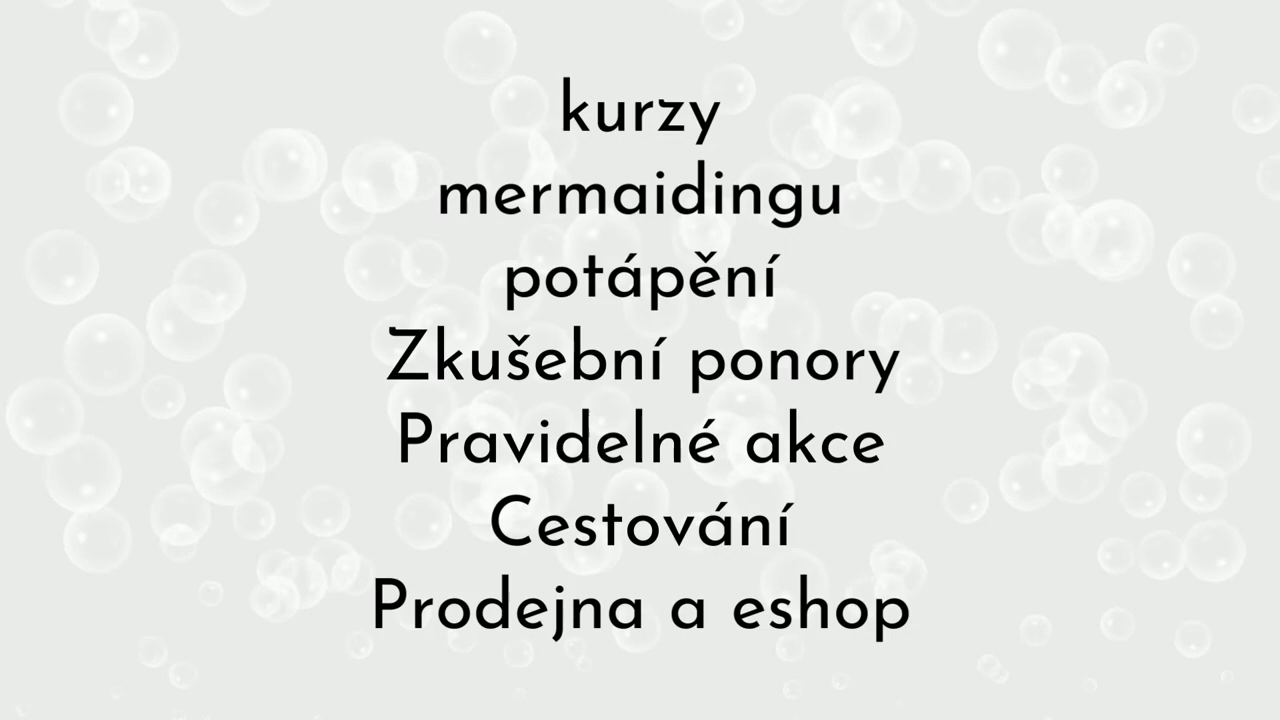 kurzy
mermaidingu
potápění
Zkušební ponory
Pravidelné akce
Cestování
Prodejna a eshop